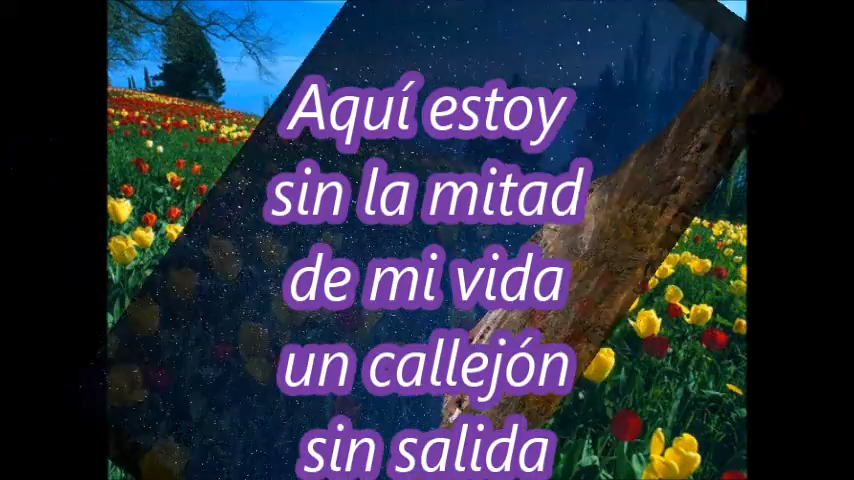 Aquí estoy
sin la mitad
de mi vida
un callejón
sin salida